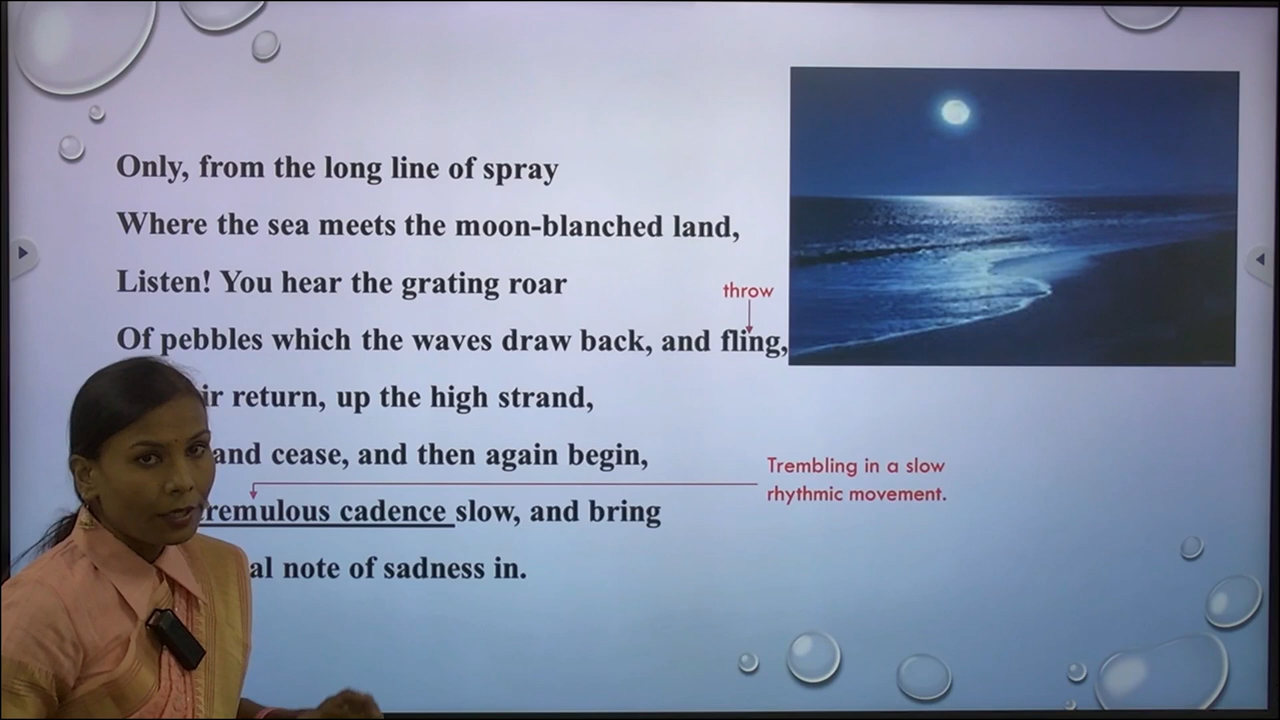 Only, from the long line of spray
Where the sea meets the moon-blanched land,
Listen! You hear the grating roar
throw
Of pebbles which the waves draw back, and fling,
return, up the high strand,
and cease, and then again begin,
Trembling in a slow
rhythmic movement.
cadence slow, and bring
note of sadness in.